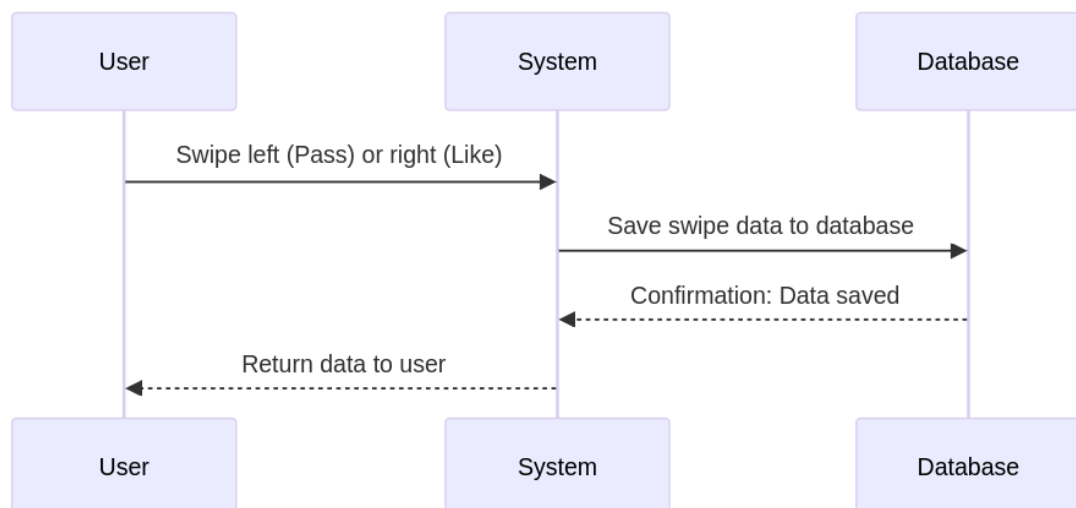 User
System
Database
Swipe left (Pass) or right (Like)
Save swipe data to database
Confirmation: Data saved
Return data to user
User
System
Database